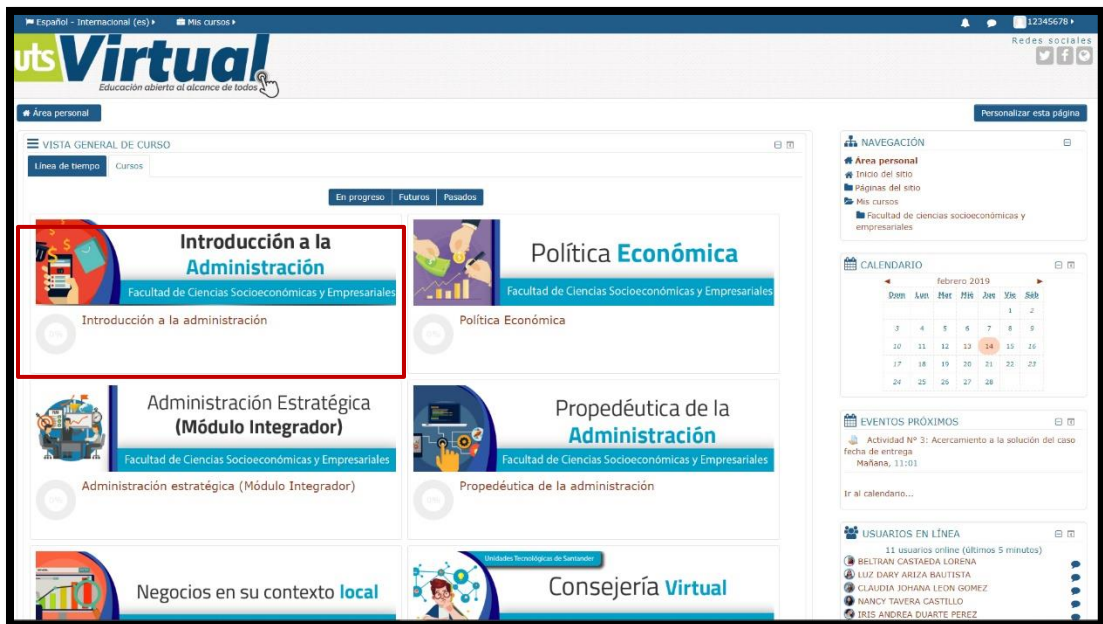 Español - Internacional (es)
Mis cursos
12345678
uts Virtual
Educación abierta al alcance de todos
Redes sociales
Área personal
Personalizar esta página
VISTA GENERAL DE CURSO
Línea de tiempo
Cursos
En progreso
Futuros
Pasados
Introducción a la
Administración
Facultad de Ciencias Socioeconómicas y Empresariales
0%
Introducción a la administración
Política Económica
Facultad de Ciencias Socioeconómicas y Empresariales
0%
Política Económica
Administración Estratégica
(Módulo Integrador)
Facultad de Ciencias Socioeconómicas y Empresariales
0%
Administración estratégica (Módulo Integrador)
Propedéutica de la
Administración
Facultad de Ciencias Socioeconómicas y Empresariales
0%
Propedéutica de la administración
Negocios en su contexto local
Unidades Tecnológicas de Santander
Consejería Virtual
NAVEGACIÓN
Área personal
Inicio del sitio
Páginas del sitio
Mis cursos
Facultad de ciencias socioeconómicas y
empresariales
CALENDARIO
febrero 2019
Dom Lun Mar Mié Jue Vie Sáb
1 2
3 4 5 6 7 8 9
10 11 12 13 14 15 16
17 18 19 20 21 22 23
24 25 26 27 28
EVENTOS PRÓXIMOS
Actividad Nº 3: Acercamiento a la solución del caso
fecha de entrega
Mañana, 11:01
Ir al calendario...
USUARIOS EN LÍNEA
11 usuarios online (últimos 5 minutos)
BELTRAN CASTAEDA LORENA
LUZ DARY ARIZA BAUTISTA
CLAUDIA JOHANA LEON GOMEZ
NANCY TAVERA CASTILLO
IRIS ANDREA DUARTE PEREZ